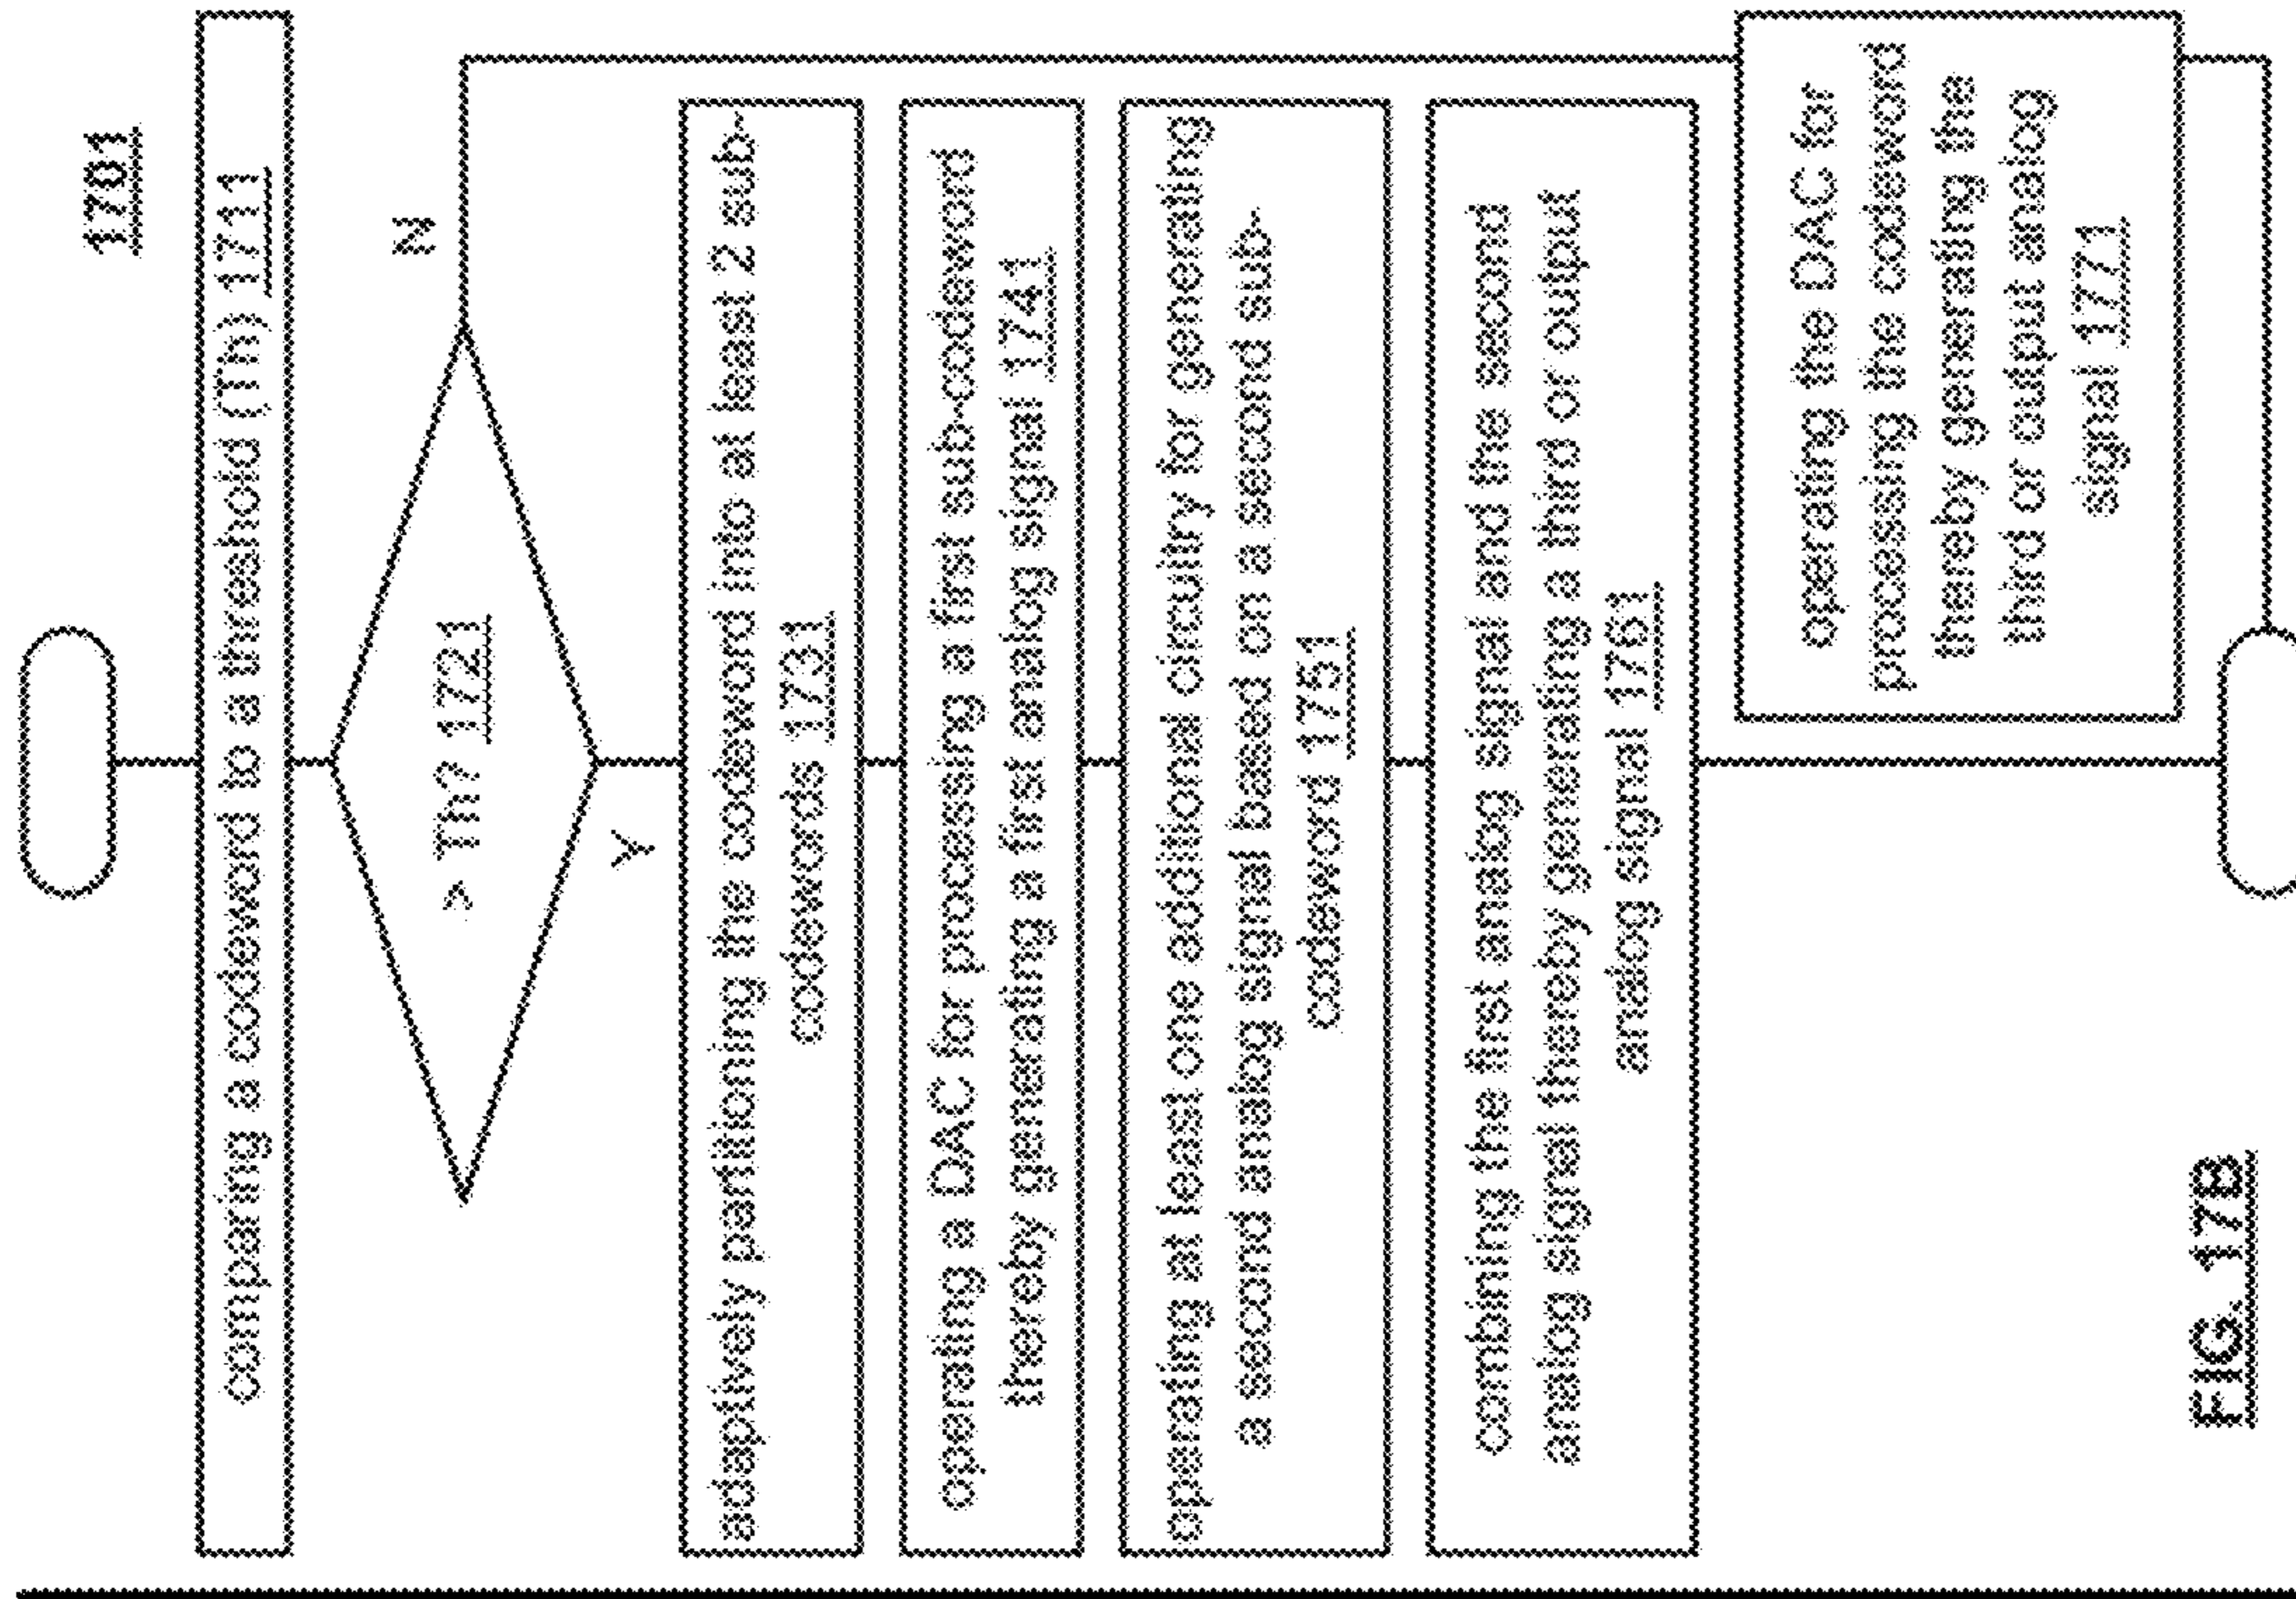 1701
comparing a codeword to a threshold (Th) 1711
> Th? 1721
N
Y
adaptively partitioning the codeword into at least 2 sub-
codewords 1731
operating a DAC for processing a first sub-codeword
thereby generating a first analog signal 1741
operating at least one additional circuitry for generating
a second analog signal based on a second sub-
codeword 1751
combining the first analog signal and the second
analog signal thereby generating a third or output
analog signal 1761
operating the DAC for
processing the codeword
thereby generating the
third or output analog
signal 1771
FIG. 17B